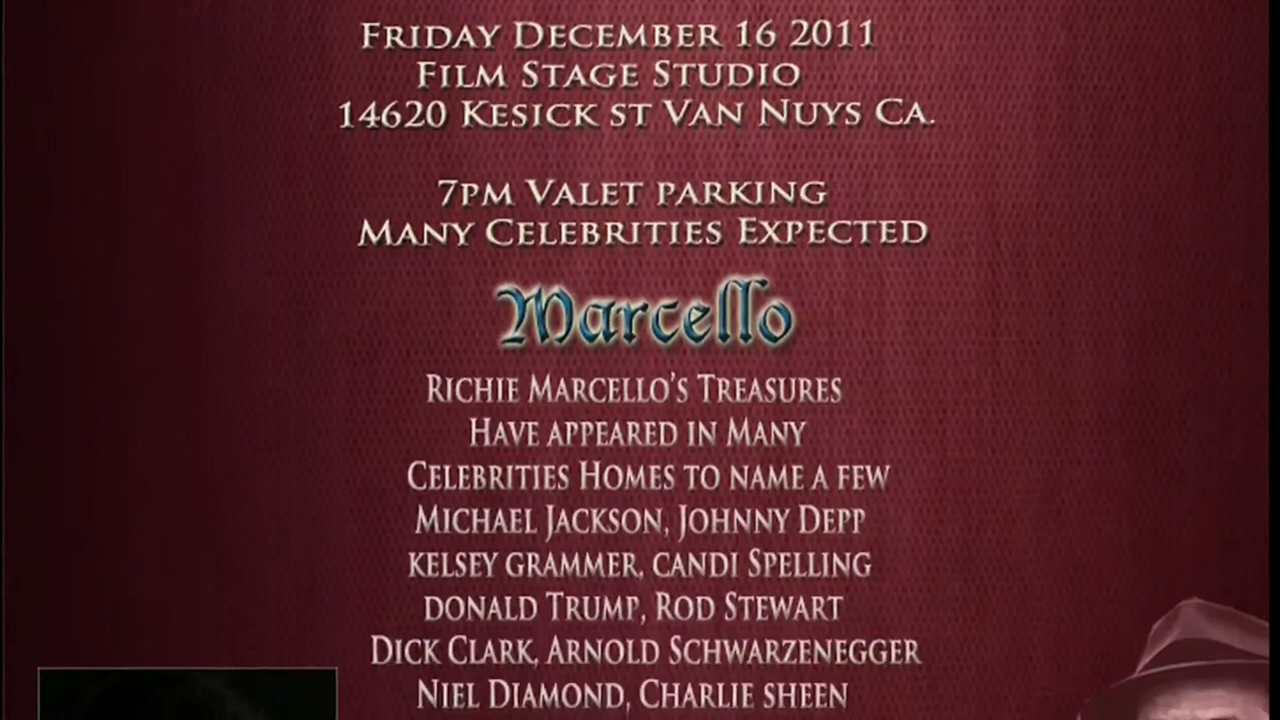 Friday December 16 2011
Film Stage Studio
14620 Kesick st Van Nuys Ca.
7pm Valet parking
Many Celebrities Expected
Marcello
Richie Marcello's Treasures
Have appeared in Many
Celebrities Homes to name a few
Michael Jackson, Johnny Depp
kelsey grammer, candi Spelling
donald Trump, Rod Stewart
Dick Clark, Arnold Schwarzenegger
Niel Diamond, Charlie sheen